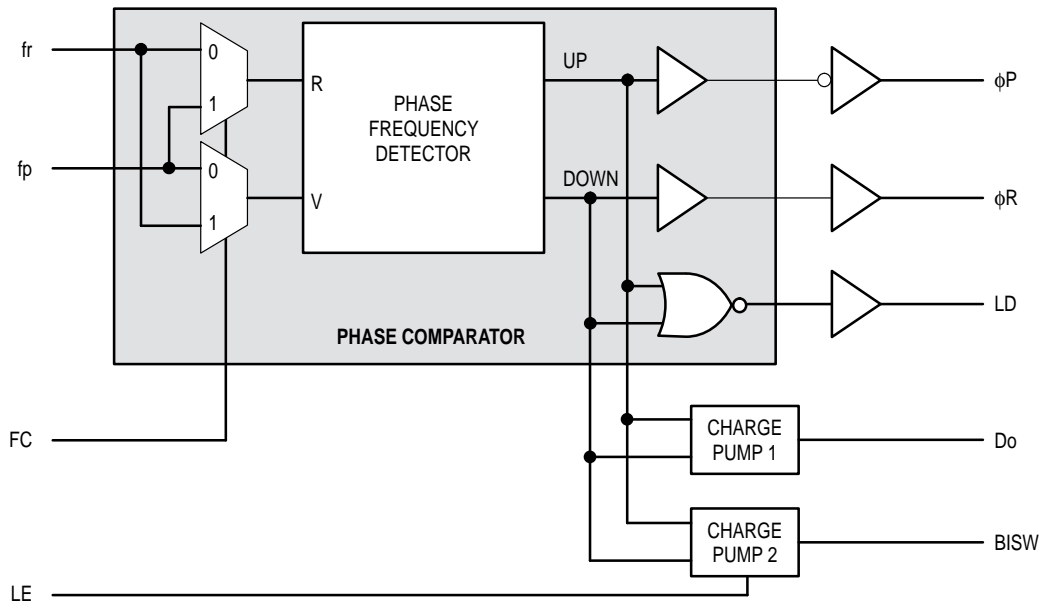 fr
0
1
R
PHASE
FREQUENCY
DETECTOR
UP
ϕP
fp
0
1
V
DOWN
ϕR
LD
PHASE COMPARATOR
FC
CHARGE
PUMP 1
Do
CHARGE
PUMP 2
BISW
LE